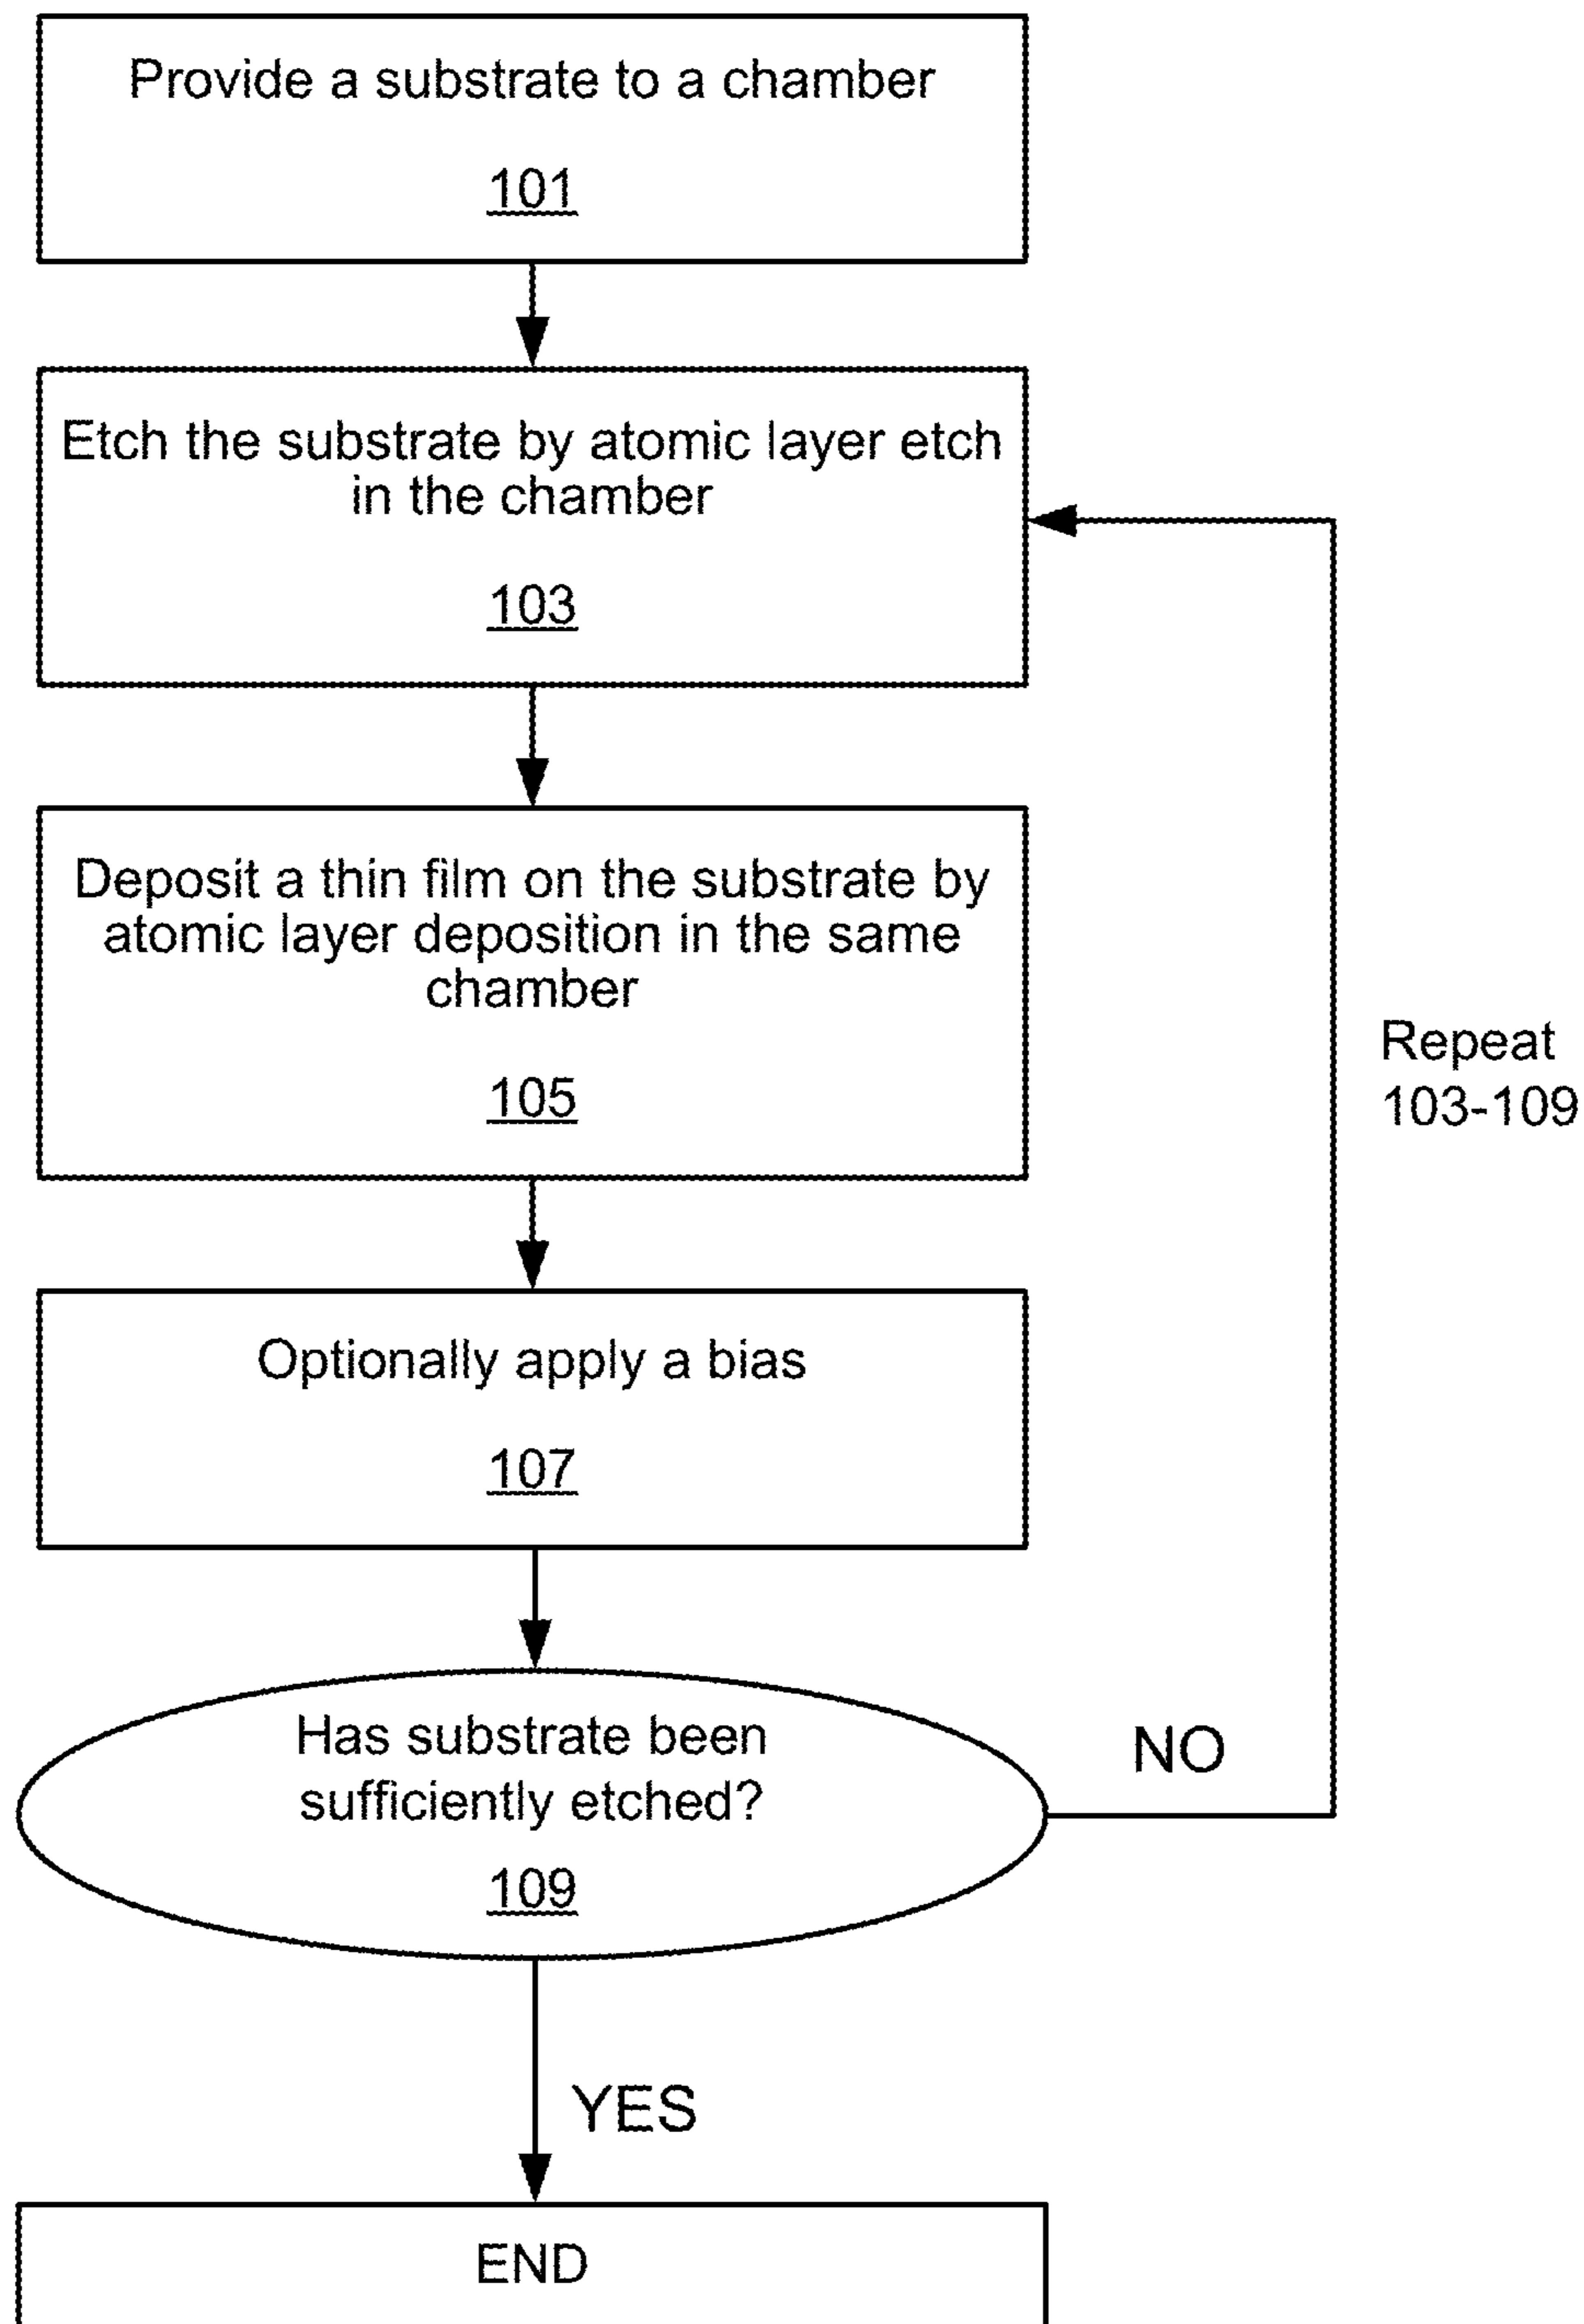 Provide a substrate to a chamber
101
Etch the substrate by atomic layer etch
in the chamber
103
Deposit a thin film on the substrate by
atomic layer deposition in the same
chamber
105
Repeat
103-109
Optionally apply a bias
107
Has substrate been
sufficiently etched?
109
NO
YES
END